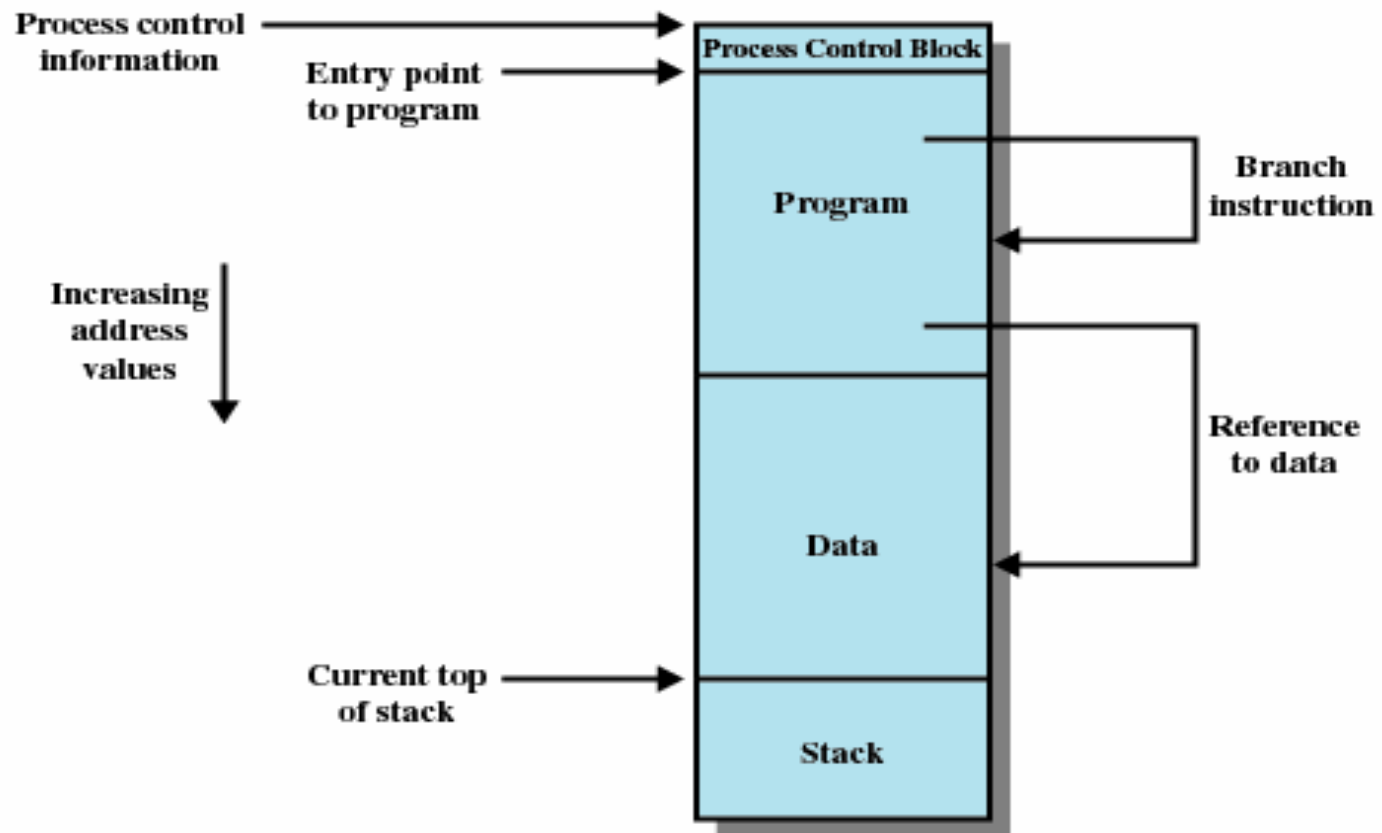 Process control
information
Process Control Block
Entry point
to program
Branch
instruction
Program
Increasing
address
values
Reference
to data
Data
Current top
of stack
Stack